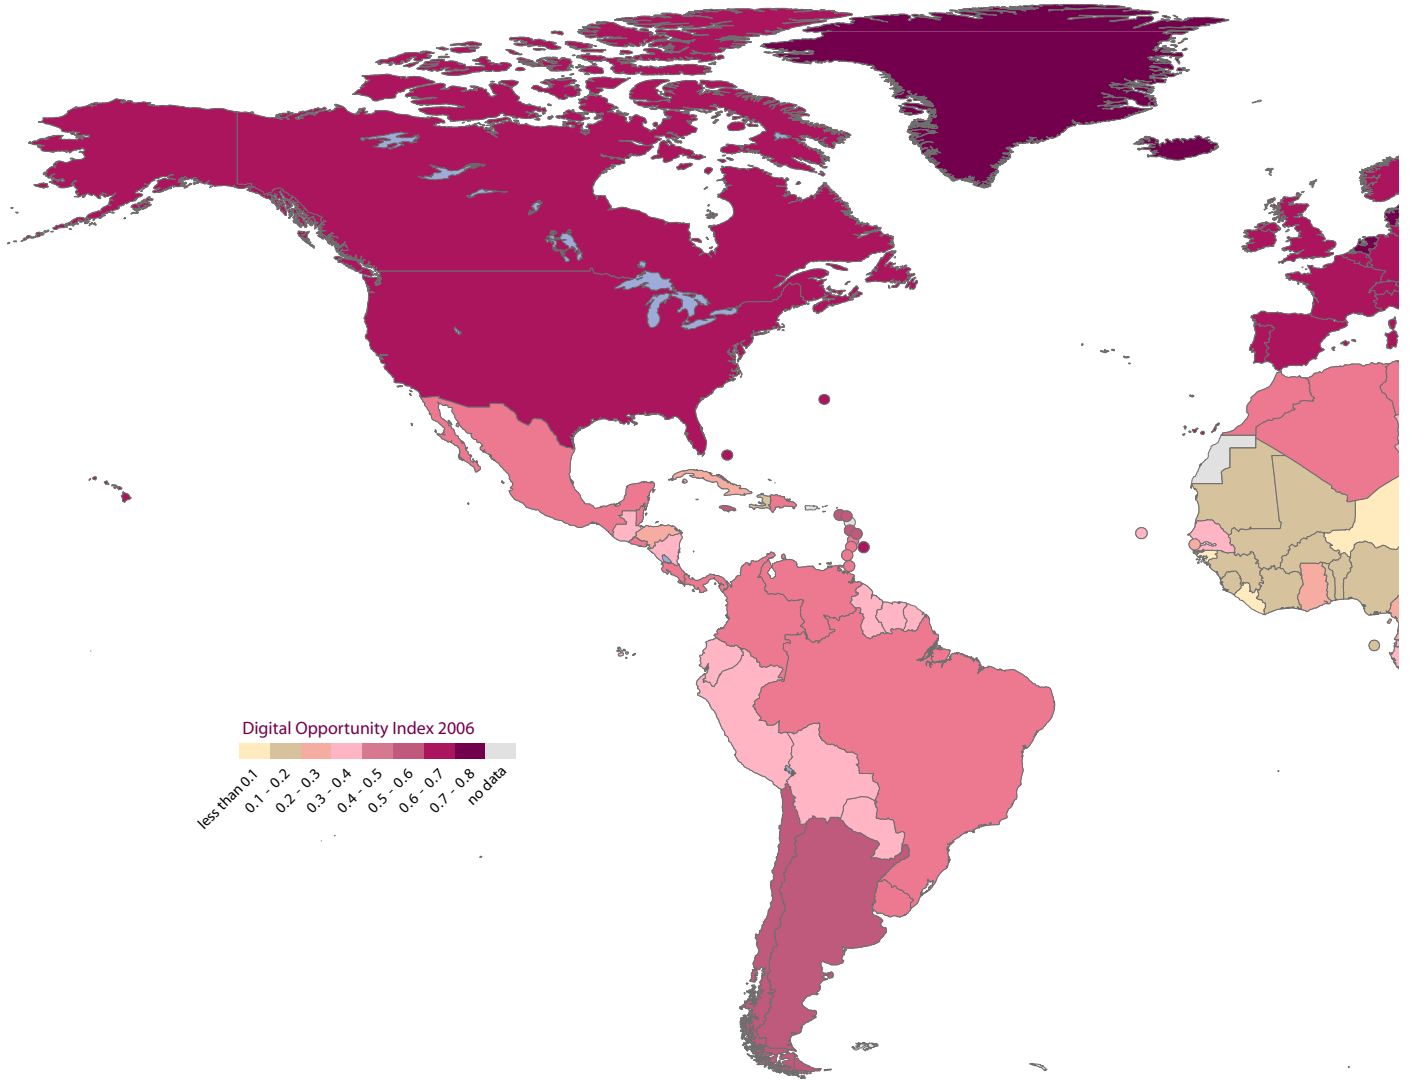 Digital Opportunity Index 2006
less than 0.1
0.1 - 0.2
0.2 - 0.3
0.3 - 0.4
0.4 - 0.5
0.5 - 0.6
0.6 - 0.7
0.7 - 0.8
no data